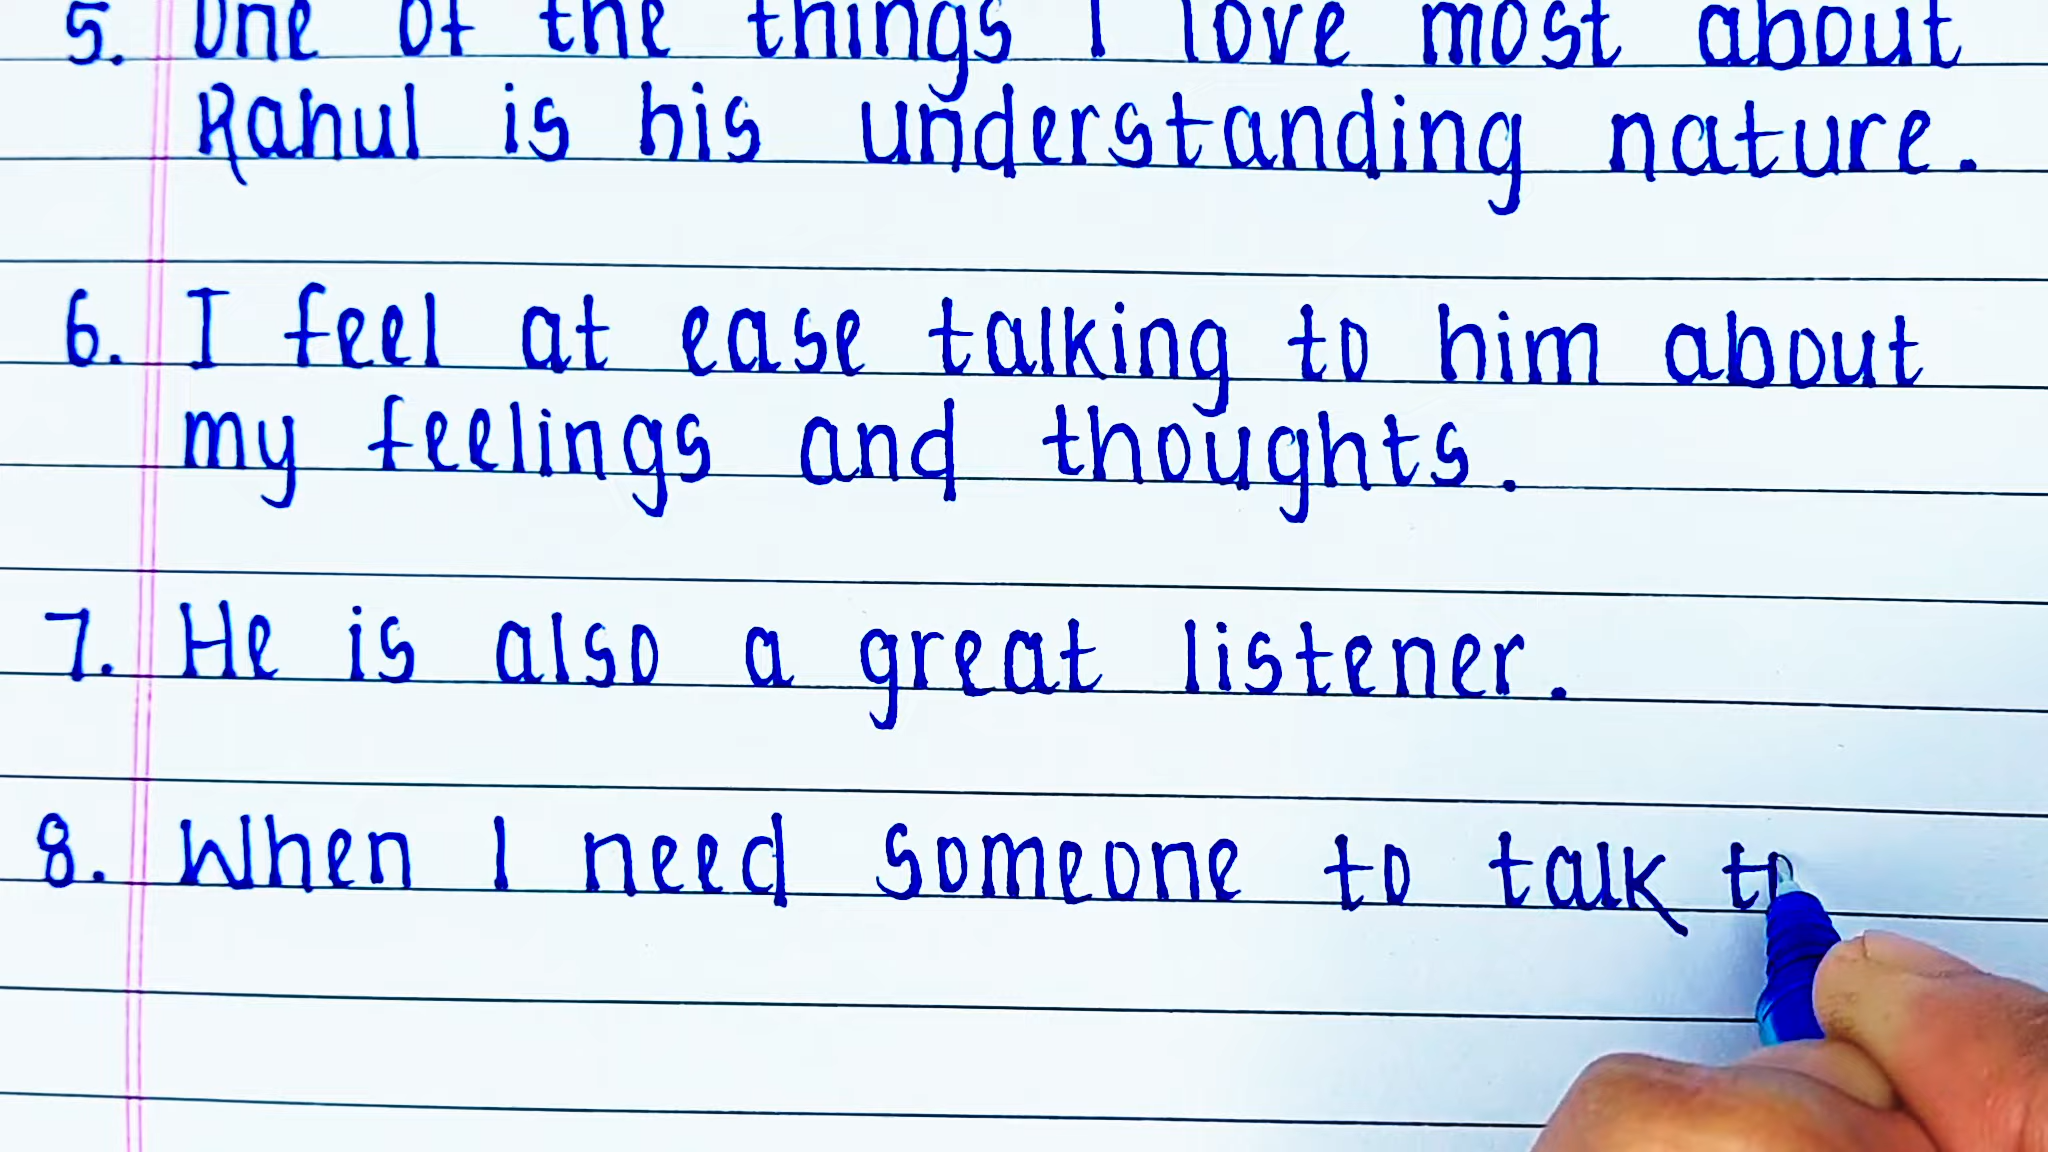 5. One of the things I love most about
Rahul is his understanding nature.
6. I feel at ease talking to him about
my feelings and thoughts.
7. He is also a great listener.
8. When I need someone to talk to